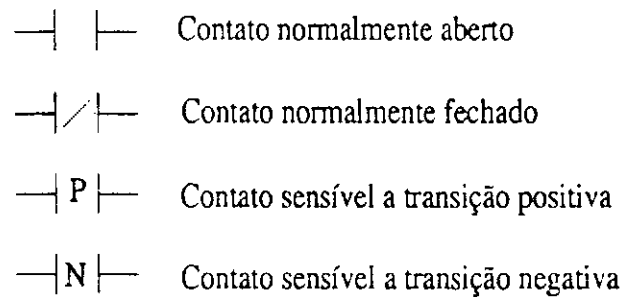 Contato normalmente aberto
Contato normalmente fechado
P Contato sensível a transição positiva
N Contato sensível a transição negativa